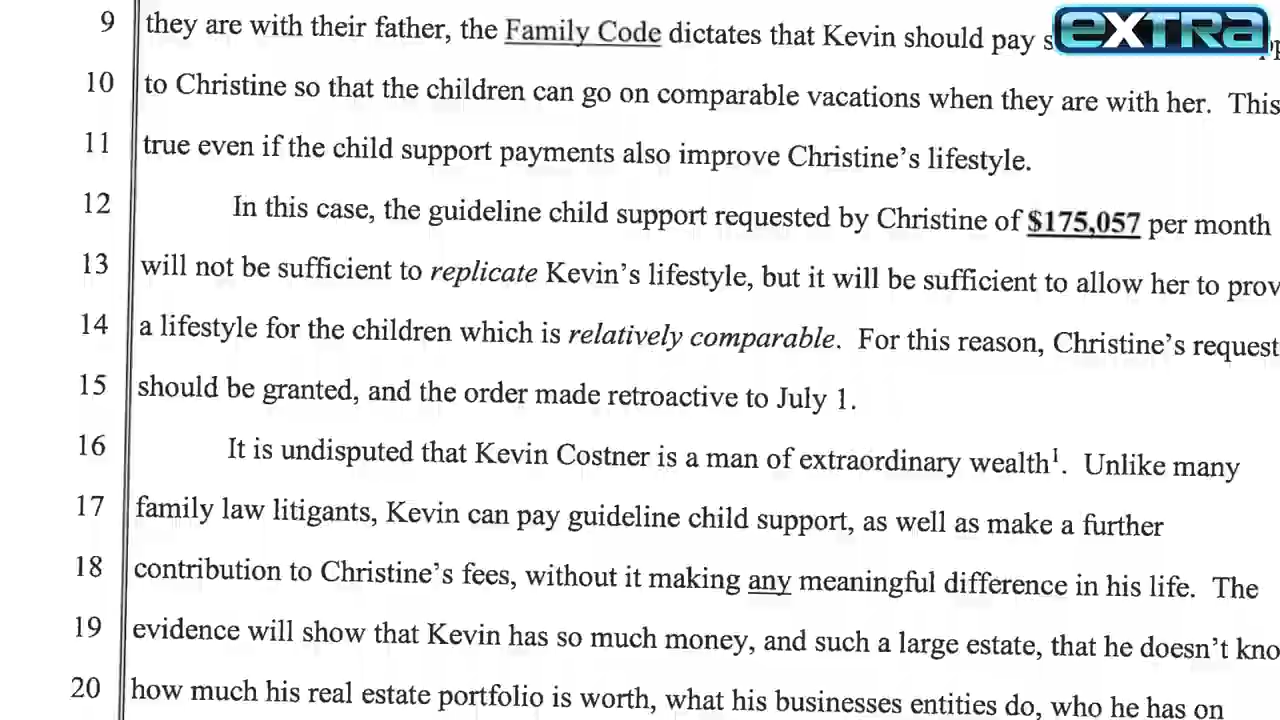 extra
9 they are with their father, the Family Code dictates that Kevin should pay
10 to Christine so that the children can go on comparable vacations when they are with her. This
11 true even if the child support payments also improve Christine's lifestyle.
12 In this case, the guideline child support requested by Christine of $175,057 per month
13 will not be sufficient to replicate Kevin's lifestyle, but it will be sufficient to allow her to prov
14 a lifestyle for the children which is relatively comparable. For this reason, Christine's request
15 should be granted, and the order made retroactive to July 1.
16 It is undisputed that Kevin Costner is a man of extraordinary wealth¹. Unlike many
17 family law litigants, Kevin can pay guideline child support, as well as make a further
18 contribution to Christine's fees, without it making any meaningful difference in his life. The
19 evidence will show that Kevin has so much money, and such a large estate, that he doesn't kno
20 how much his real estate portfolio is worth, what his businesses entities do, who he has on